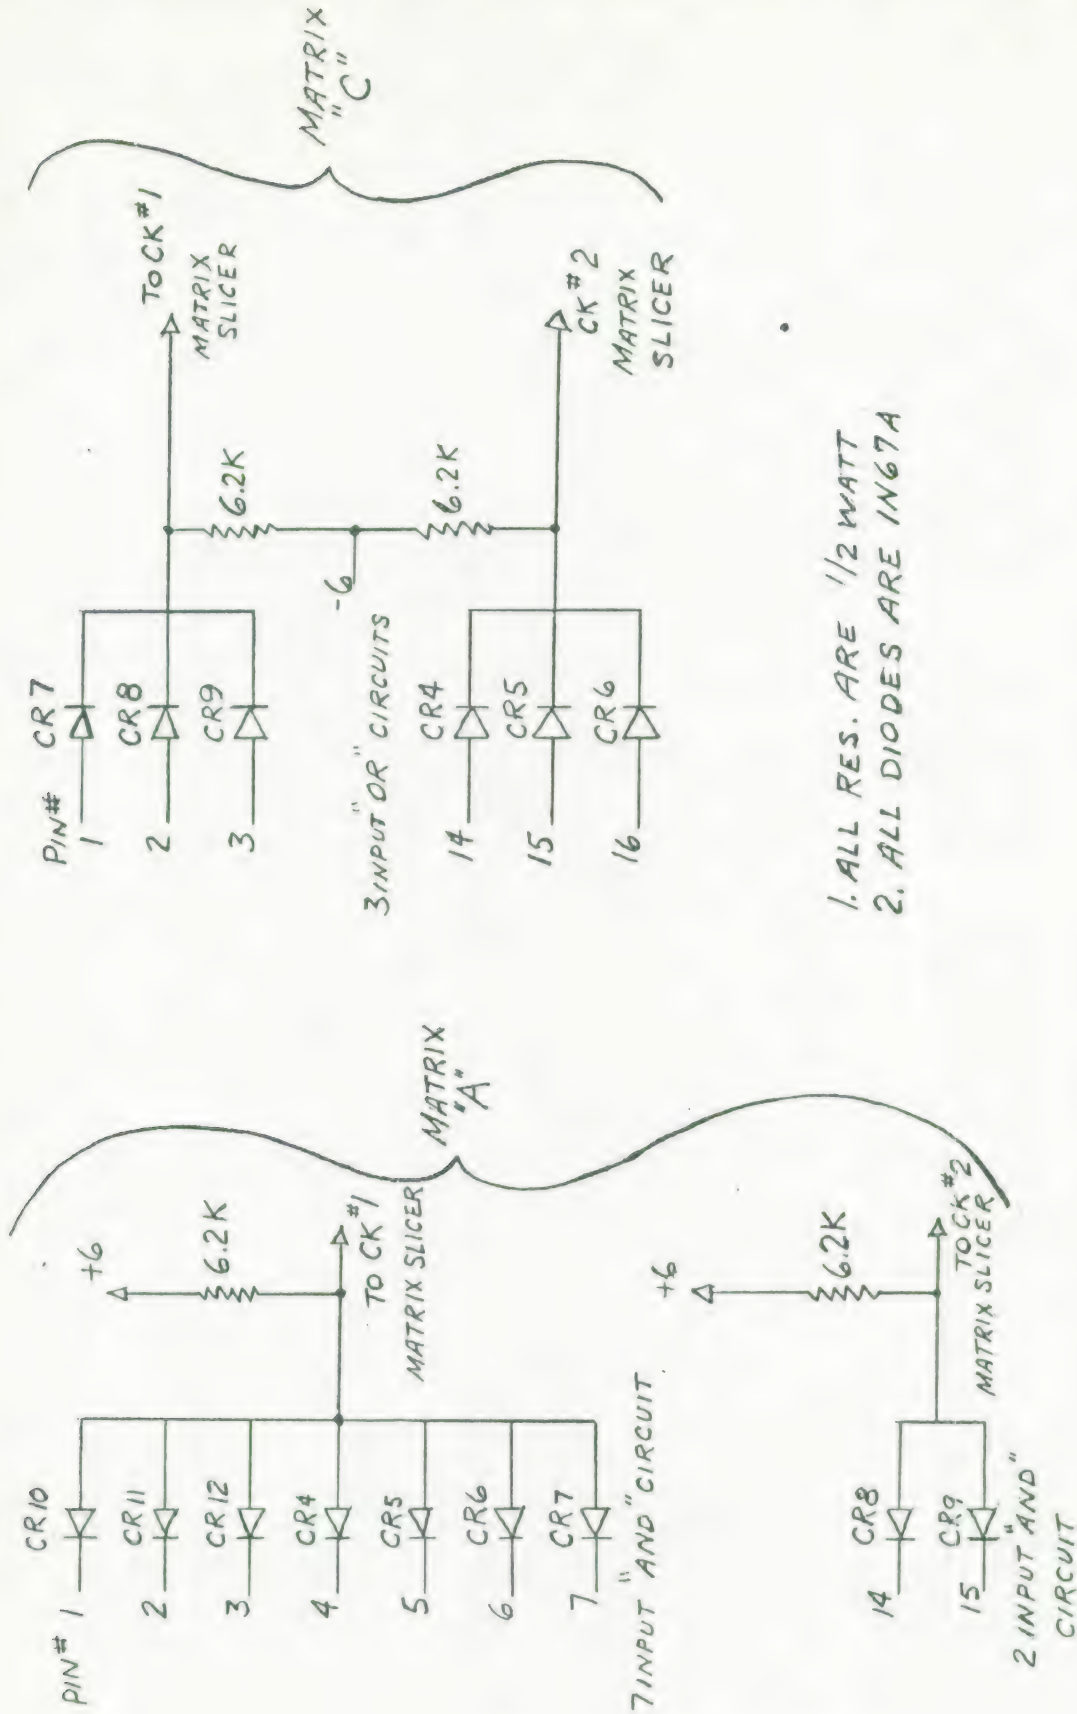 PIN#
1
CR10
2
CR11
3
CR12
4
CR4
5
CR5
6
CR6
7
CR7
7 INPUT "AND" CIRCUIT
+6
6.2K
TO CK #1
MATRIX SLICER
MATRIX
"A"
14
CR8
15
CR9
2 INPUT "AND"
CIRCUIT
+6
6.2K
TO CK #2
MATRIX SLICER
PIN#
1
CR7
2
CR8
3
CR9
TO CK #1
MATRIX
SLICER
6.2K
-6
6.2K
3 INPUT "OR" CIRCUITS
14
CR4
15
CR5
16
CR6
CK #2
MATRIX
SLICER
MATRIX
"C"
1. ALL RES. ARE 1/2 WATT
2. ALL DIODES ARE IN67A